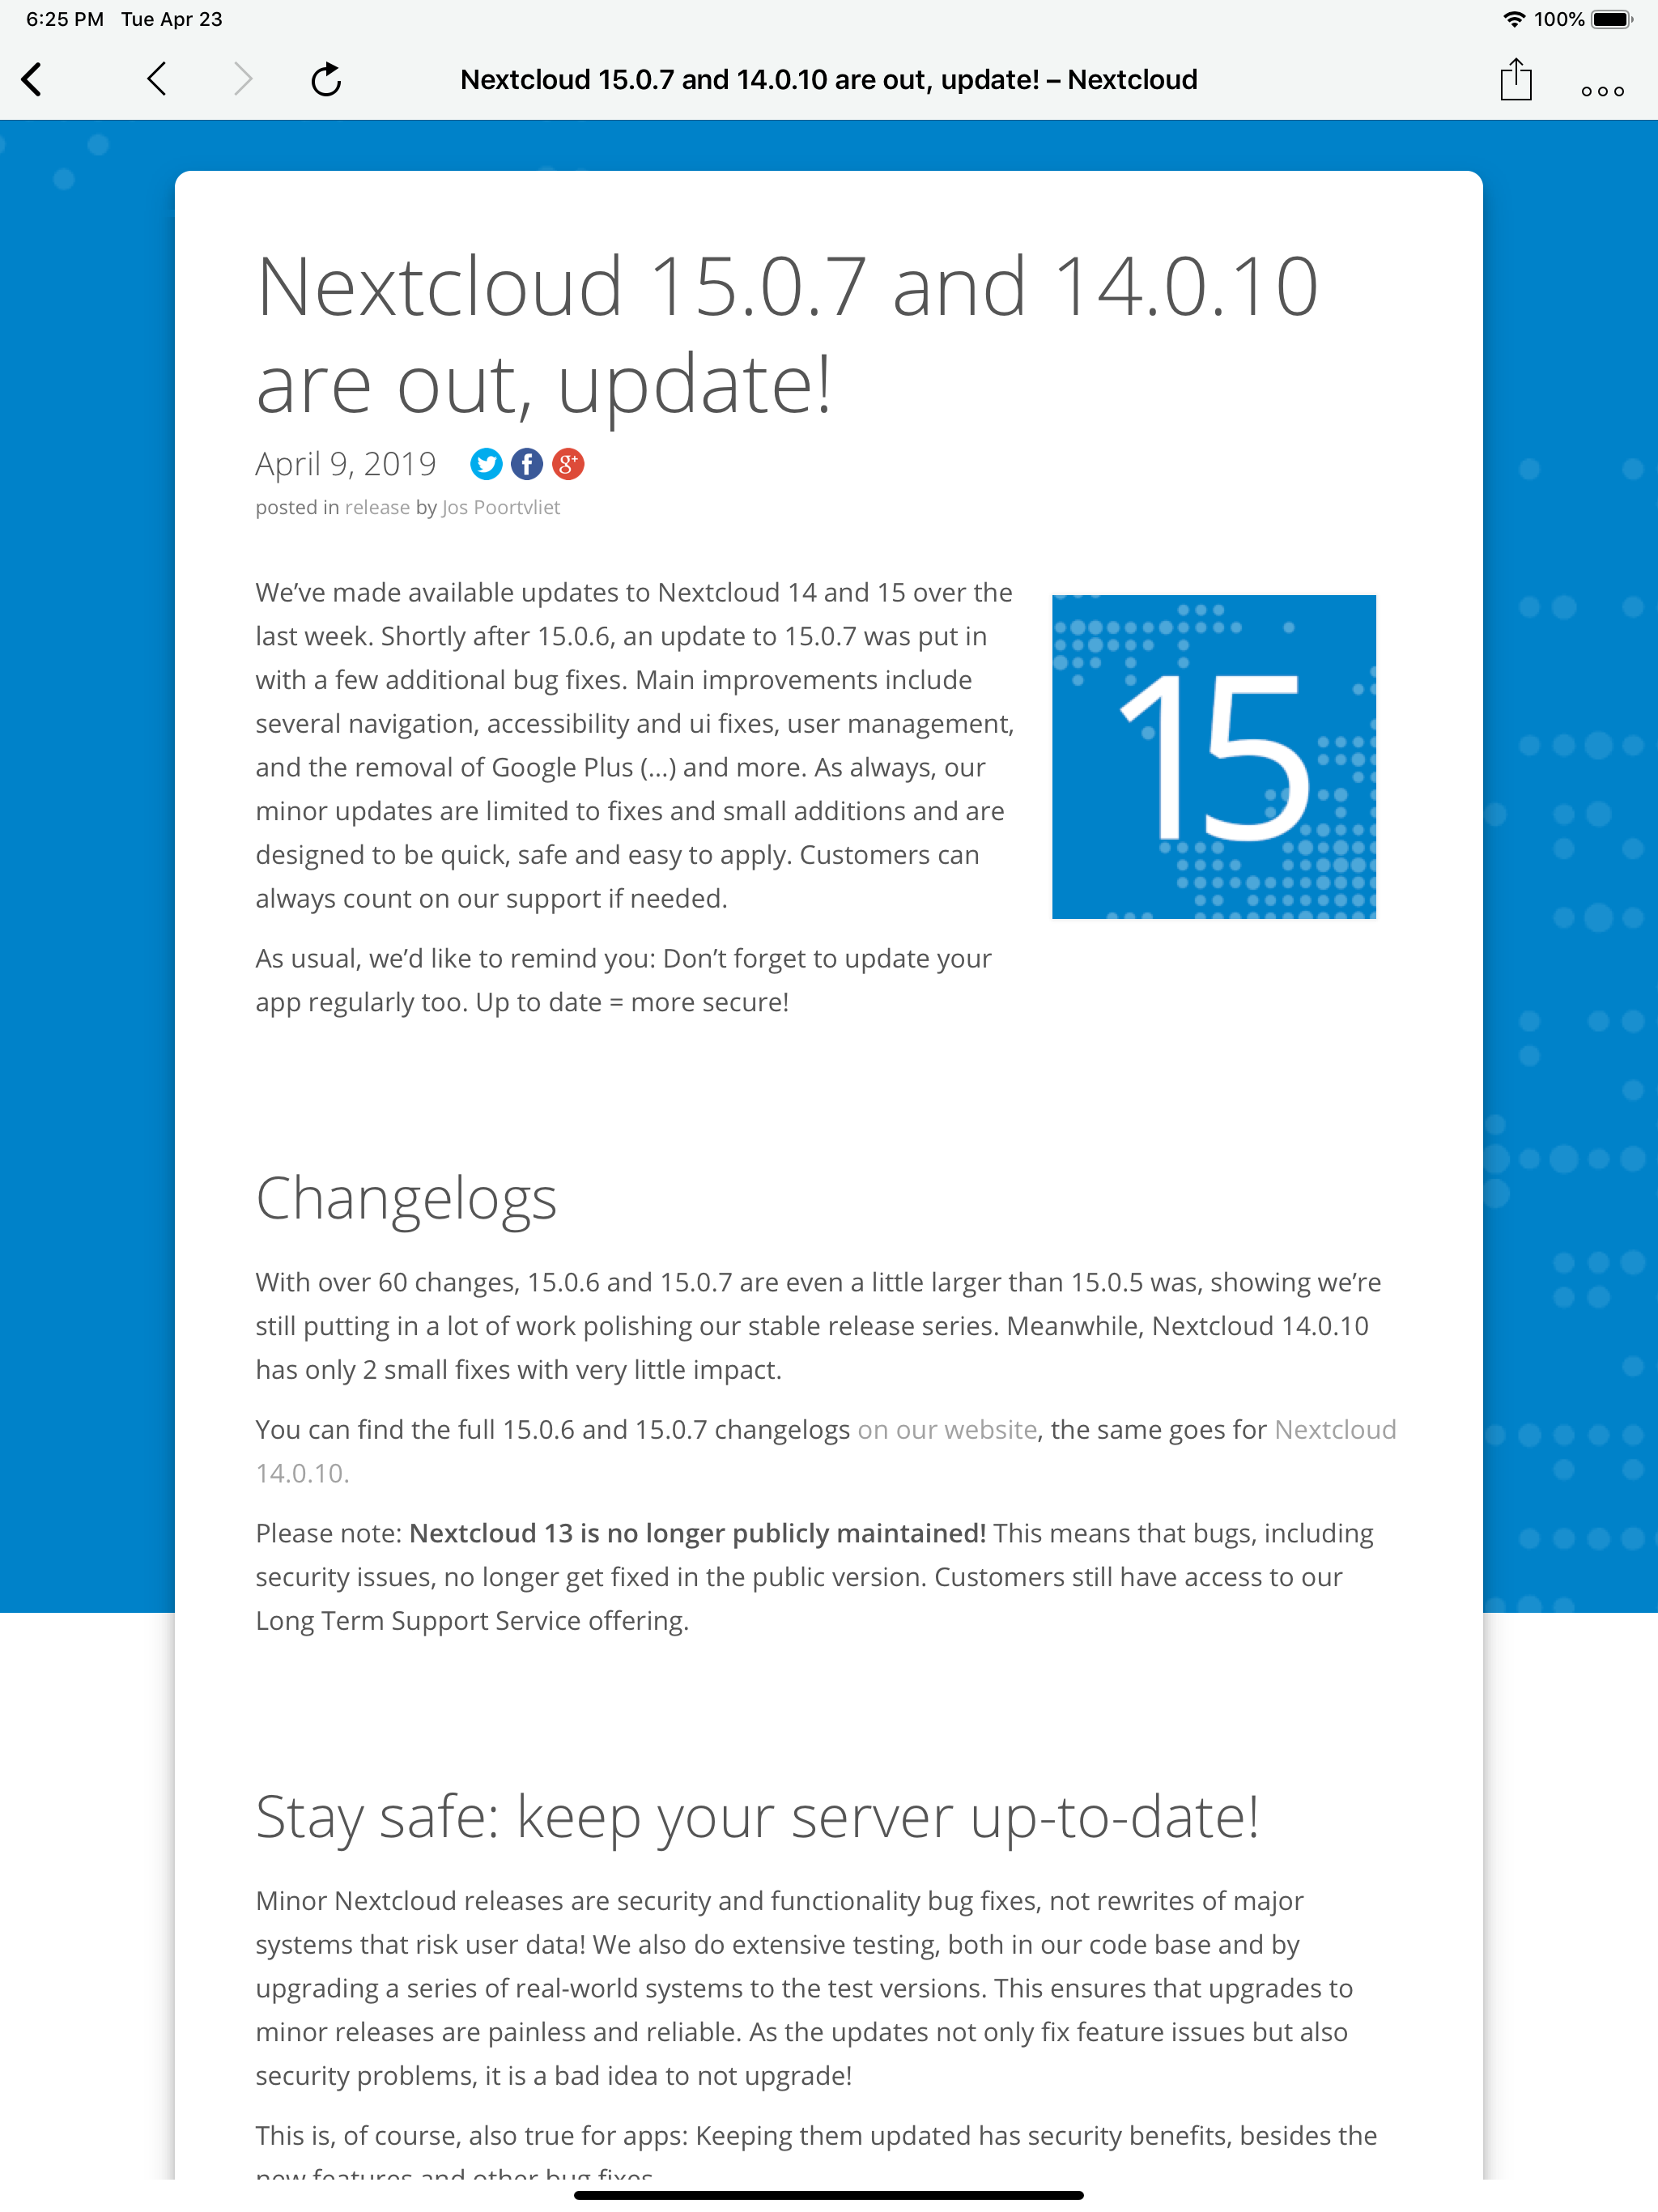 6:25 PM Tue Apr 23
100%
Nextcloud 15.0.7 and 14.0.10 are out, update! – Nextcloud
Nextcloud 15.0.7 and 14.0.10
are out, update!
April 9, 2019
posted in release by Jos Poortvliet
We’ve made available updates to Nextcloud 14 and 15 over the
last week. Shortly after 15.0.6, an update to 15.0.7 was put in
with a few additional bug fixes. Main improvements include
several navigation, accessibility and ui fixes, user management,
and the removal of Google Plus (...) and more. As always, our
minor updates are limited to fixes and small additions and are
designed to be quick, safe and easy to apply. Customers can
always count on our support if needed.
15
As usual, we’d like to remind you: Don’t forget to update your
app regularly too. Up to date = more secure!
Changelogs
With over 60 changes, 15.0.6 and 15.0.7 are even a little larger than 15.0.5 was, showing we’re
still putting in a lot of work polishing our stable release series. Meanwhile, Nextcloud 14.0.10
has only 2 small fixes with very little impact.
You can find the full 15.0.6 and 15.0.7 changelogs on our website, the same goes for Nextcloud
14.0.10.
Please note: Nextcloud 13 is no longer publicly maintained! This means that bugs, including
security issues, no longer get fixed in the public version. Customers still have access to our
Long Term Support Service offering.
Stay safe: keep your server up-to-date!
Minor Nextcloud releases are security and functionality bug fixes, not rewrites of major
systems that risk user data! We also do extensive testing, both in our code base and by
upgrading a series of real-world systems to the test versions. This ensures that upgrades to
minor releases are painless and reliable. As the updates not only fix feature issues but also
security problems, it is a bad idea to not upgrade!
This is, of course, also true for apps: Keeping them updated has security benefits, besides the
new features and other bug fixes.